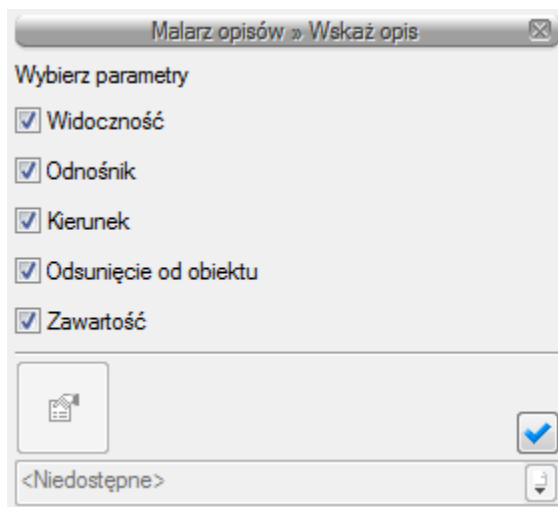 Malarz opisów » Wskaż opis
Wybierz parametry
Widoczność
Odnośnik
Kierunek
Odsunięcie od obiektu
Zawartość
<Niedostępne>